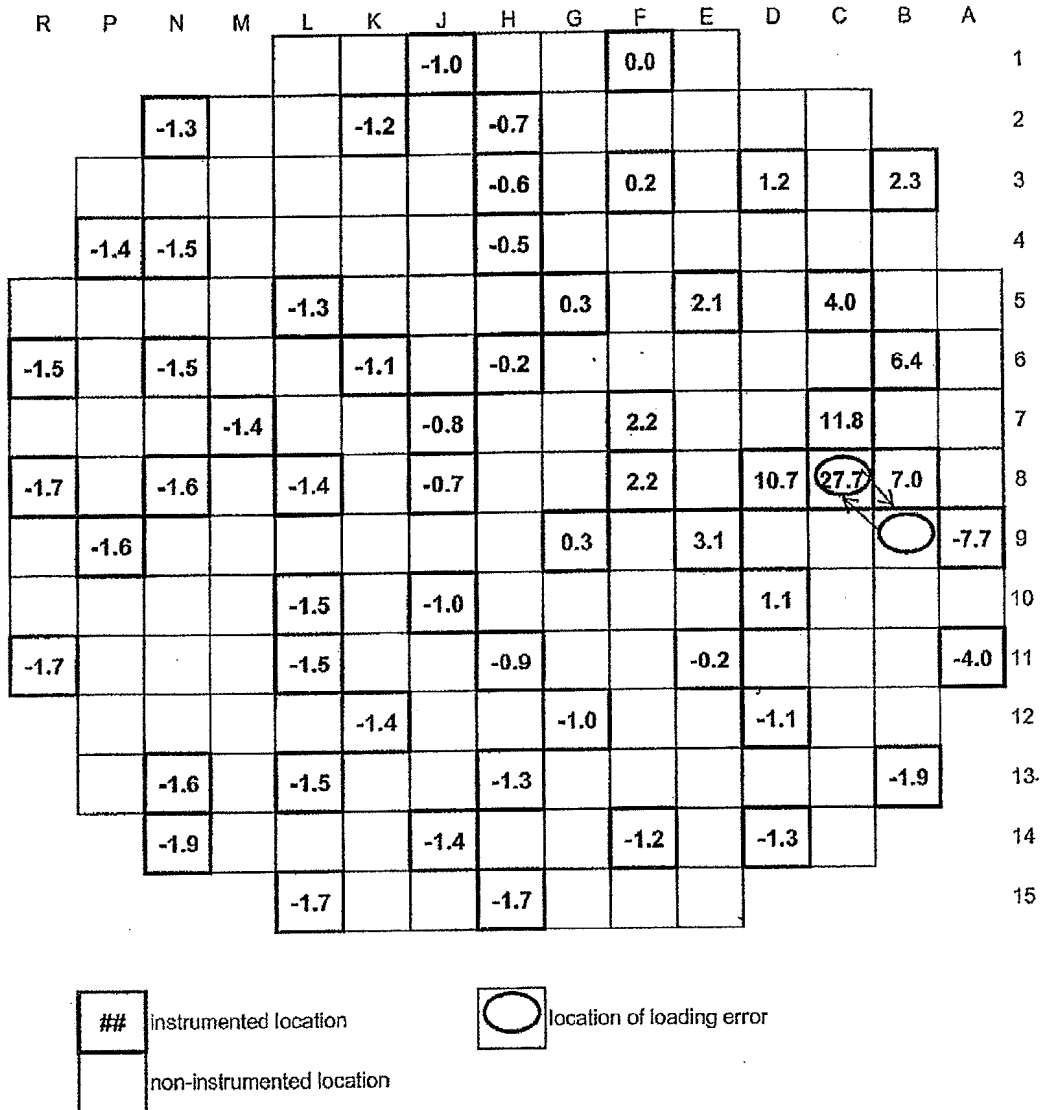 R P N M L K J H G F E D C B A
-1.0 0.0 1
-1.3 -1.2 -0.7 2
-0.6 0.2 1.2 2.3 3
-1.4 -1.5 -0.5 4
-1.3 0.3 2.1 4.0 5
-1.5 -1.5 -1.1 -0.2 6.4 6
-1.4 -0.8 2.2 11.8 7
-1.7 -1.6 -1.4 -0.7 2.2 10.7 27.7 7.0 8
-1.6 0.3 3.1 -7.7 9
-1.5 -1.0 1.1 10
-1.7 -1.5 -0.9 -0.2 -4.0 11
-1.4 -1.0 -1.1 12
-1.6 -1.5 -1.3 -1.9 13
-1.9 -1.4 -1.2 -1.3 14
-1.7 -1.7 15
## instrumented location location of loading error
non-instrumented location